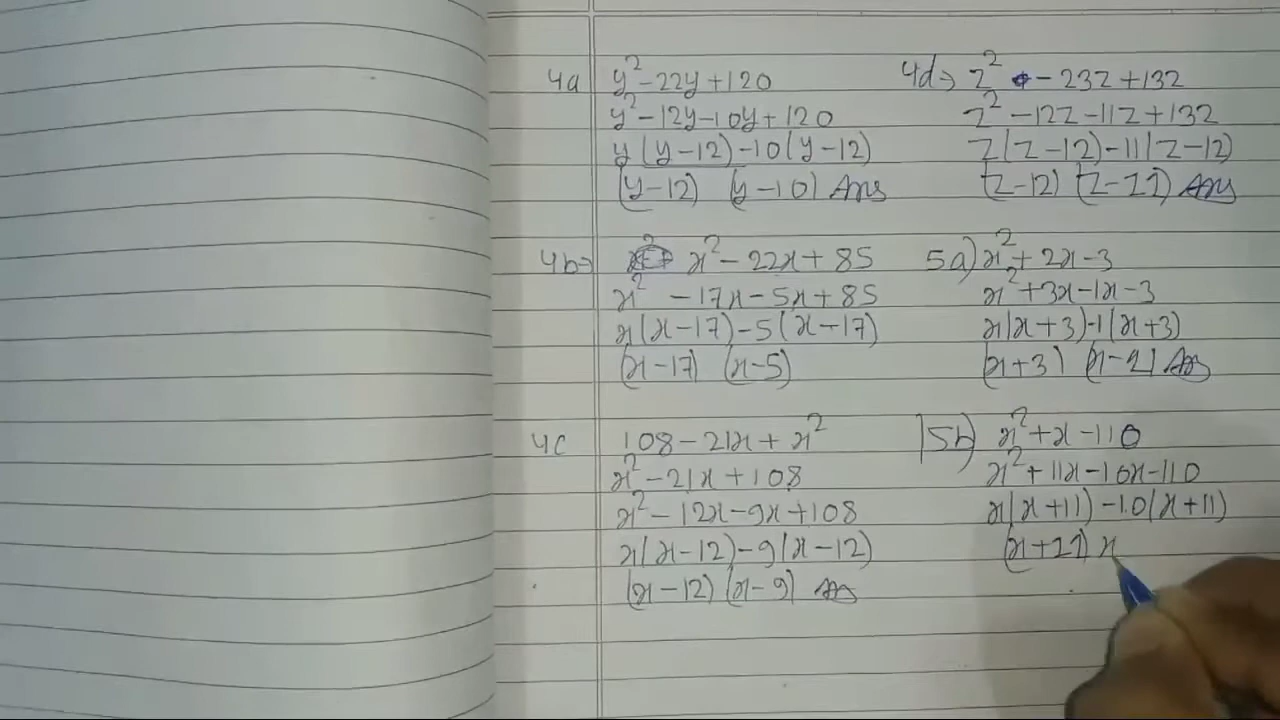 4a y² - 22y + 120
y² - 12y - 10y + 120
y(y - 12) - 10(y - 12)
(y - 12) (y - 10) Ans
4b→ x² - 22x + 85
x² - 17x - 5x + 85
x(x - 17) - 5(x - 17)
(x - 17) (x - 5)
4c 108 - 21x + x²
x² - 21x + 108
x² - 12x - 9x + 108
x(x - 12) - 9(x - 12)
(x - 12) (x - 9) Ans
4d→ z² - 23z + 132
z² - 12z - 11z + 132
z(z - 12) - 11(z - 12)
(z - 12) (z - 11) Ans
5a) x² + 2x - 3
x² + 3x - 1x - 3
x(x + 3) - 1(x + 3)
(x + 3) (x - 1) Ans
5b) x² + x - 110
x² + 11x - 10x - 110
x(x + 11) - 10(x + 11)
(x + 11) x